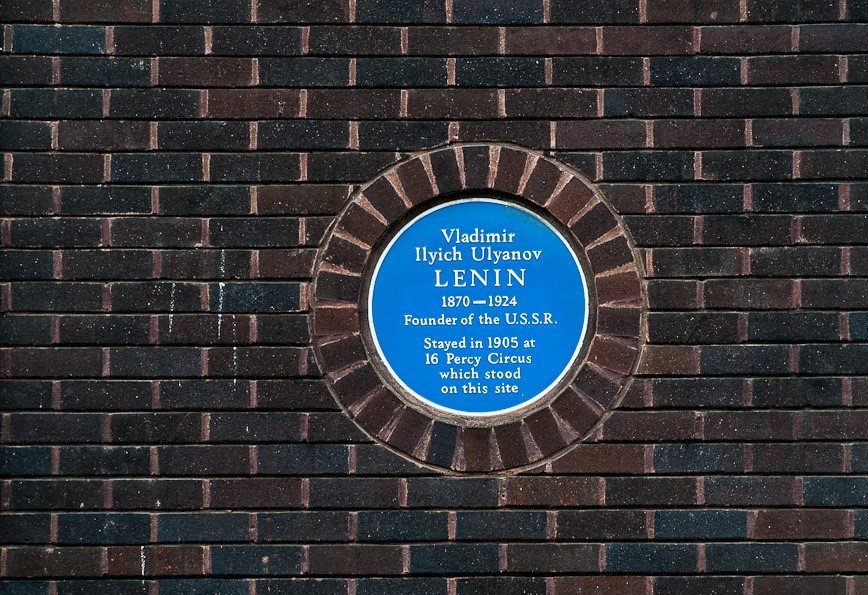 Vladimir
Ilyich Ulyanov
LENIN
1870—1924
Founder of the U.S.S.R.
Stayed in 1905 at
16 Percy Circus
which stood
on this site